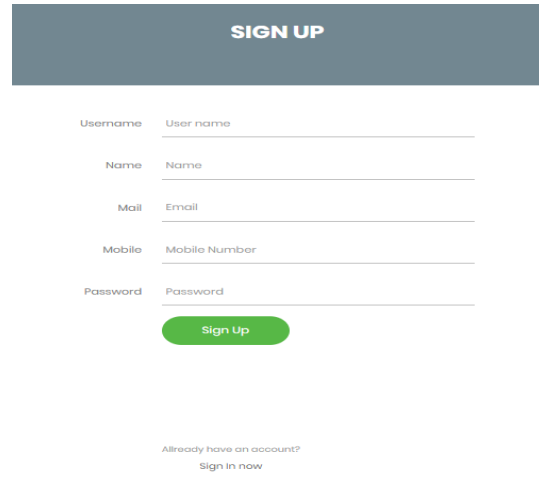 SIGN UP
Username User name
Name Name
Mail Email
Mobile Mobile Number
Password Password
Sign Up
Allready have an account?
Sign In now